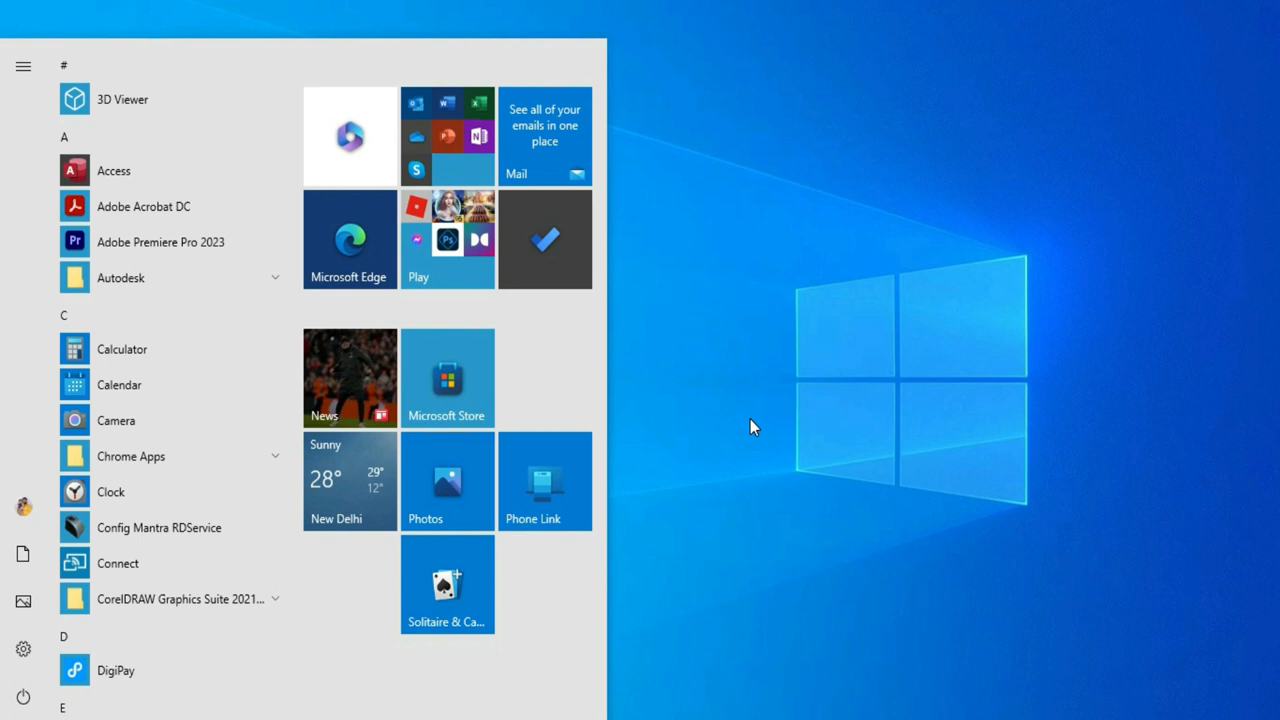 #
3D Viewer
A
Access
Adobe Acrobat DC
Adobe Premiere Pro 2023
Autodesk
C
Calculator
Calendar
Camera
Chrome Apps
Clock
Config Mantra RDService
Connect
CorelDRAW Graphics Suite 2021...
D
DigiPay
E
See all of your
emails in one
place
Mail
Microsoft Edge
Play
News
Microsoft Store
Sunny
28°
29°
12°
New Delhi
Photos
Phone Link
Solitaire & Ca...